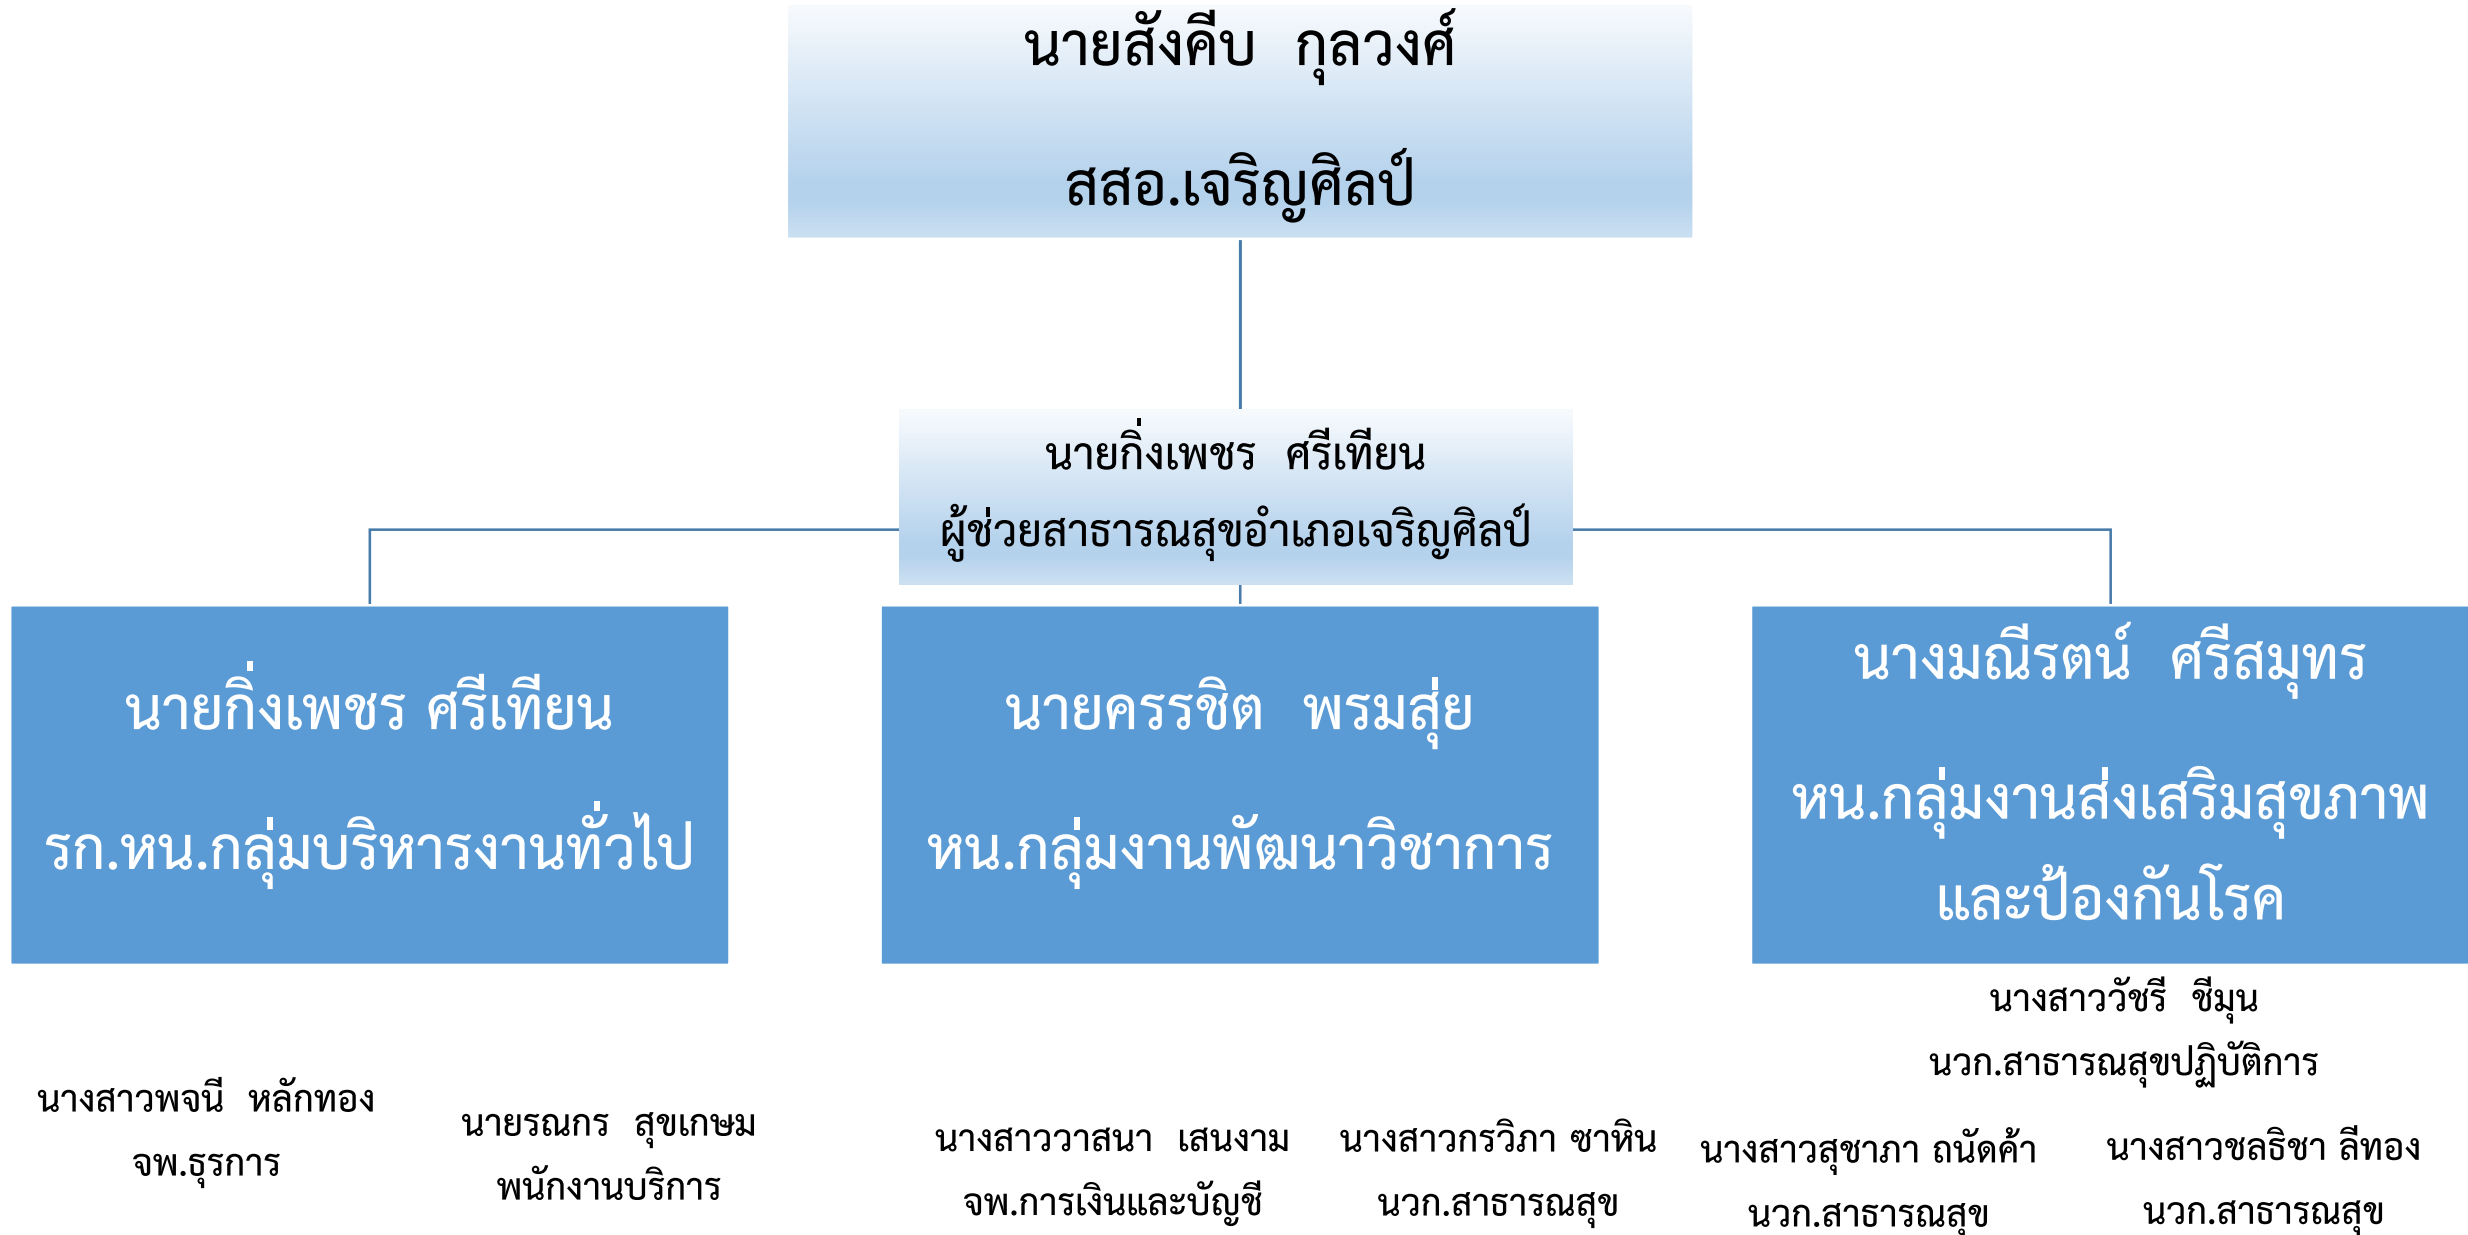 นายสังคีบ กุลวงศ์
สสอ.เจริญศิลป์
นายกิ่งเพชร ศรีเทียน
ผู้ช่วยสาธารณสุขอำเภอเจริญศิลป์
นายกิ่งเพชร ศรีเทียน
รก.หน.กลุ่มบริหารงานทั่วไป
นายครรชิต พรมสุ่ย
หน.กลุ่มงานพัฒนาวิชาการ
นางมณีรตน์ ศรีสมุทร
หน.กลุ่มงานส่งเสริมสุขภาพ
และป้องกันโรค
นางสาวพจนี หลักทอง
จพ.ธุรการ
นายรณกร สุขเกษม
พนักงานบริการ
นางสาววาสนา เสนงาม
จพ.การเงินและบัญชี
นางสาวกรวิภา ซาหิน
นวก.สาธารณสุข
นางสาววัชรี ชีมุน
นวก.สาธารณสุขปฏิบัติการ
นางสาวสุชาภา ถนัดค้า
นวก.สาธารณสุข
นางสาวชลธิชา ลีทอง
นวก.สาธารณสุข